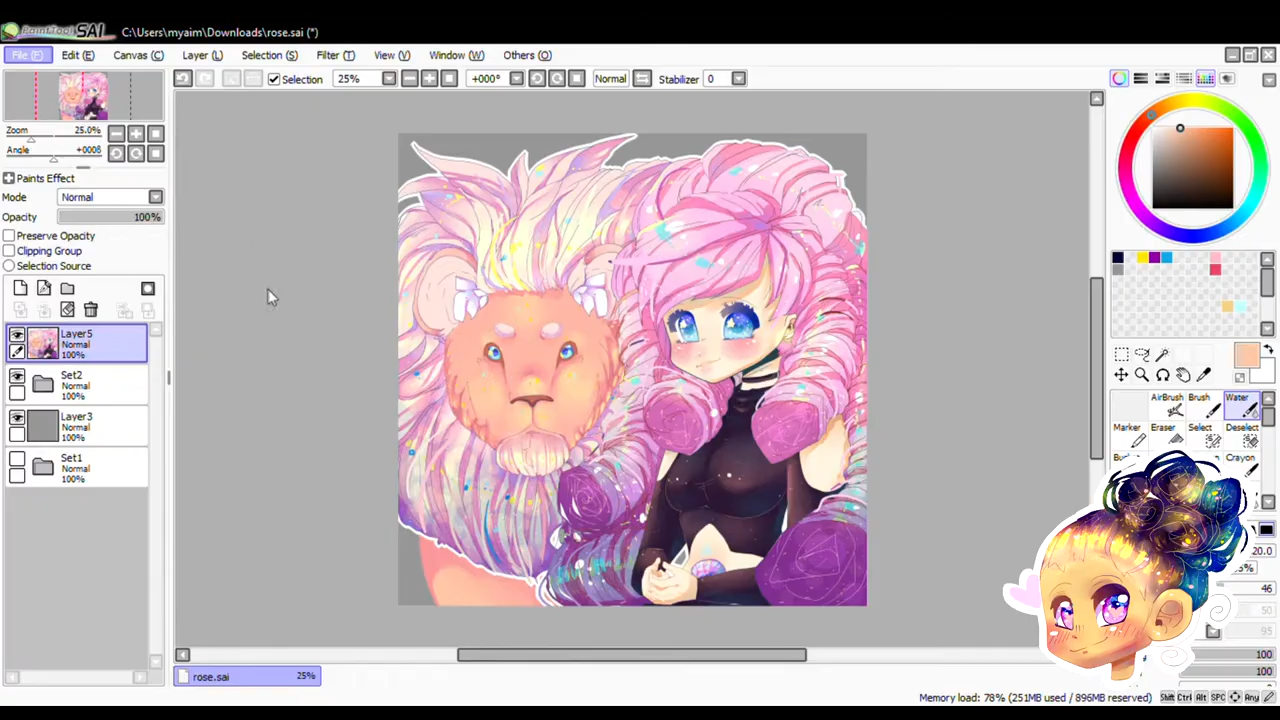 PaintTool SAI C:\Users\myaim\Downloads\rose.sai (*)
File (F) Edit (E) Canvas (C) Layer (L) Selection (S) Filter (T) View (V) Window (W) Others (O)
Selection 25% +000° Normal Stabilizer 0
Zoom 25.0%
Angle +000ß
Paints Effect
Mode Normal
Opacity 100%
Preserve Opacity
Clipping Group
Selection Source
Layer5
Normal
100%
Set2
Normal
100%
Layer3
Normal
100%
Set1
Normal
100%
AirBrush Brush Water
Marker Eraser Select Deselect
Crayon
20.0
46
50
95
100
100
rose.sai 25%
Memory load: 78% (251MB used / 896MB reserved) Shift Ctrl Alt SPC Any